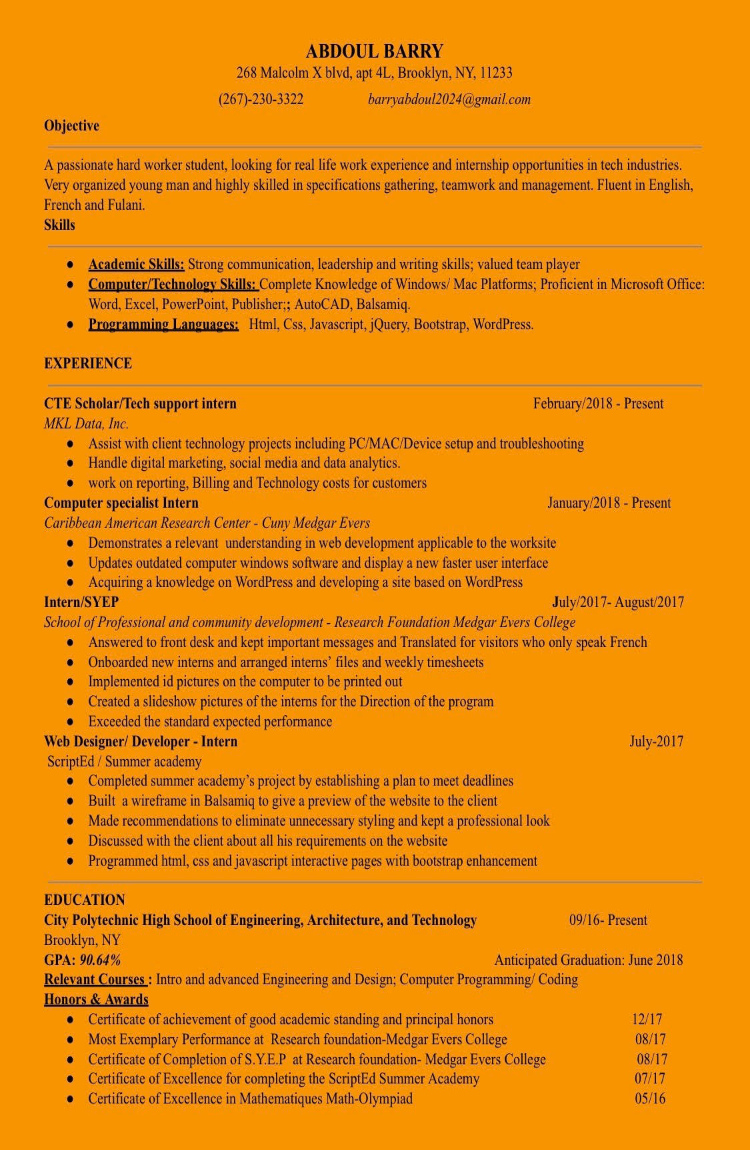 ABDOUL BARRY
268 Malcolm X blvd, apt 4L, Brooklyn, NY, 11233
(267)-230-3322 barryabdoul2024@gmail.com
Objective
A passionate hard worker student, looking for real life work experience and internship opportunities in tech industries.
Very organized young man and highly skilled in specifications gathering, teamwork and management. Fluent in English,
French and Fulani.
Skills
● Academic Skills: Strong communication, leadership and writing skills; valued team player
● Computer/Technology Skills: Complete Knowledge of Windows/ Mac Platforms; Proficient in Microsoft Office:
Word, Excel, PowerPoint, Publisher;; AutoCAD, Balsamiq.
● Programming Languages: Html, Css, Javascript, jQuery, Bootstrap, WordPress.
EXPERIENCE
CTE Scholar/Tech support intern February/2018 - Present
MKL Data, Inc.
● Assist with client technology projects including PC/MAC/Device setup and troubleshooting
● Handle digital marketing, social media and data analytics.
● work on reporting, Billing and Technology costs for customers
Computer specialist Intern January/2018 - Present
Caribbean American Research Center - Cuny Medgar Evers
● Demonstrates a relevant understanding in web development applicable to the worksite
● Updates outdated computer windows software and display a new faster user interface
● Acquiring a knowledge on WordPress and developing a site based on WordPress
Intern/SYEP July/2017- August/2017
School of Professional and community development - Research Foundation Medgar Evers College
● Answered to front desk and kept important messages and Translated for visitors who only speak French
● Onboarded new interns and arranged interns’ files and weekly timesheets
● Implemented id pictures on the computer to be printed out
● Created a slideshow pictures of the interns for the Direction of the program
● Exceeded the standard expected performance
Web Designer/ Developer - Intern July-2017
ScriptEd / Summer academy
● Completed summer academy’s project by establishing a plan to meet deadlines
● Built a wireframe in Balsamiq to give a preview of the website to the client
● Made recommendations to eliminate unnecessary styling and kept a professional look
● Discussed with the client about all his requirements on the website
● Programmed html, css and javascript interactive pages with bootstrap enhancement
EDUCATION
City Polytechnic High School of Engineering, Architecture, and Technology 09/16- Present
Brooklyn, NY
GPA: 90.64% Anticipated Graduation: June 2018
Relevant Courses : Intro and advanced Engineering and Design; Computer Programming/ Coding
Honors & Awards
● Certificate of achievement of good academic standing and principal honors 12/17
● Most Exemplary Performance at Research foundation-Medgar Evers College 08/17
● Certificate of Completion of S.Y.E.P at Research foundation- Medgar Evers College 08/17
● Certificate of Excellence for completing the ScriptEd Summer Academy 07/17
● Certificate of Excellence in Mathematiques Math-Olympiad 05/16